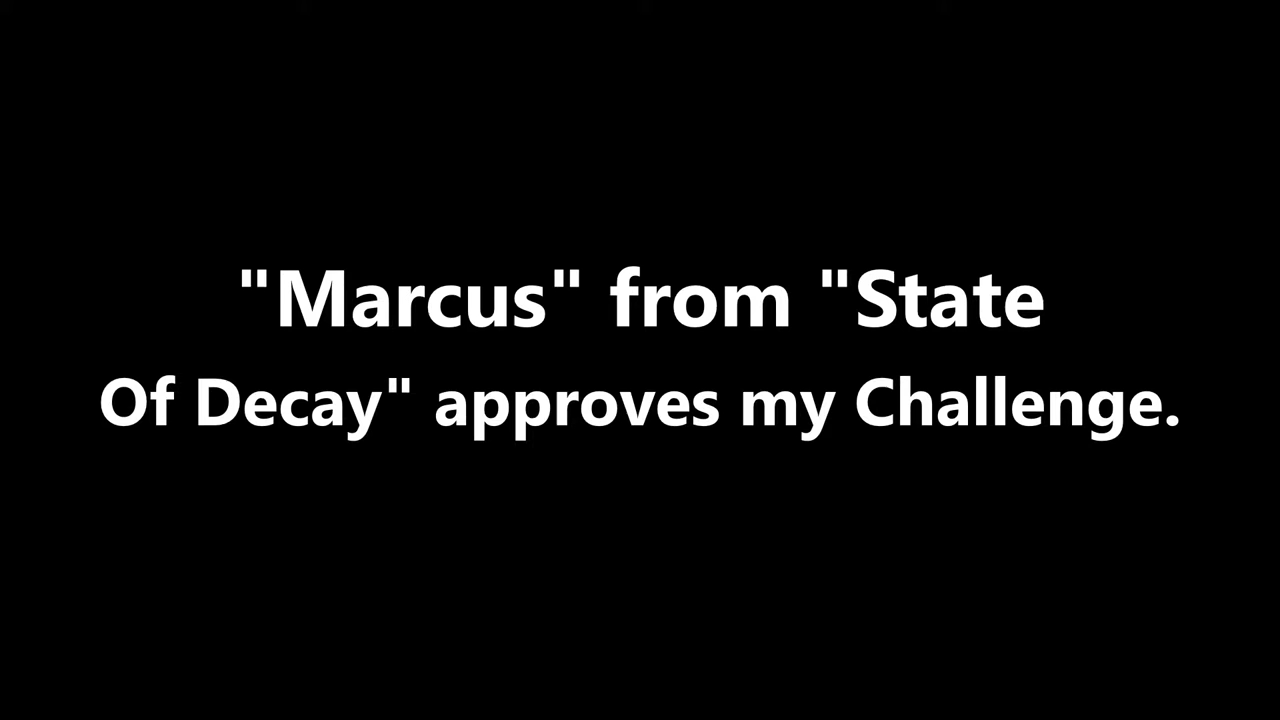 "Marcus" from "State
Of Decay" approves my Challenge.